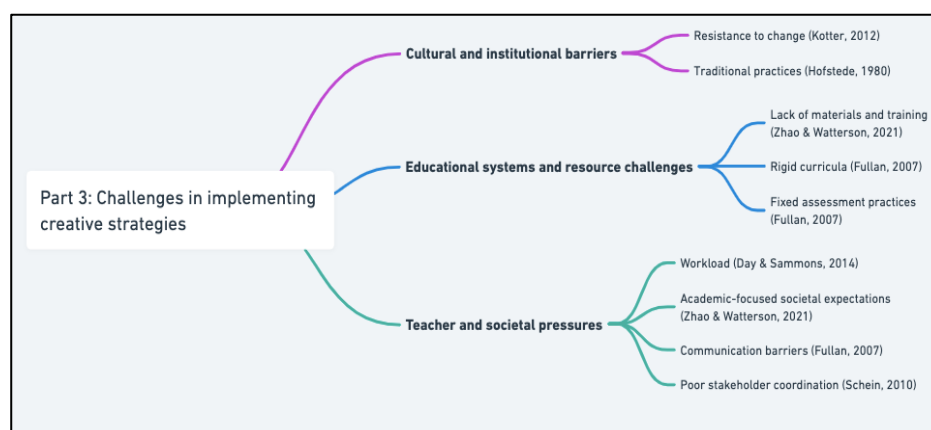 Part 3: Challenges in implementing
creative strategies
Cultural and institutional barriers
Resistance to change (Kotter, 2012)
Traditional practices (Hofstede, 1980)
Educational systems and resource challenges
Lack of materials and training
(Zhao & Watterson, 2021)
Rigid curricula (Fullan, 2007)
Fixed assessment practices
(Fullan, 2007)
Teacher and societal pressures
Workload (Day & Sammons, 2014)
Academic-focused societal expectations
(Zhao & Watterson, 2021)
Communication barriers (Fullan, 2007)
Poor stakeholder coordination (Schein, 2010)